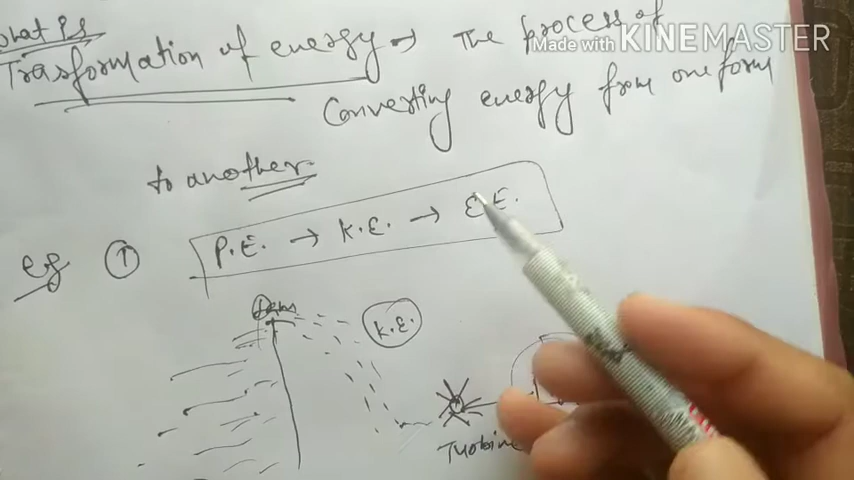 what is
Trasformation of energy → The process of
Made with KINEMASTER
Converting energy from one form
to another.
eg ① P.E. → K.E. → E.E.
Dams
K.E.
Turbine